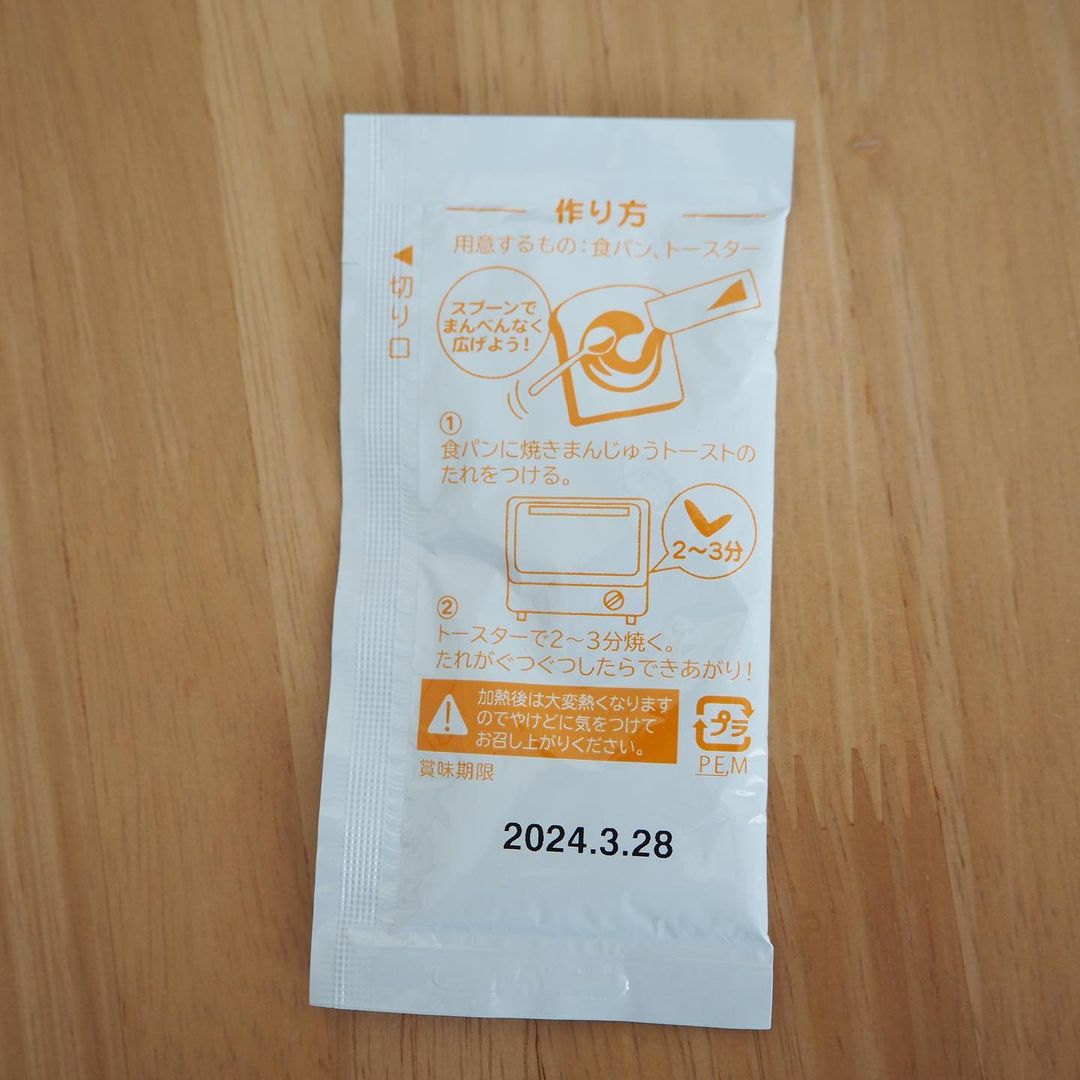 作り方
用意するもの：食パン、トースター
切り口
スプーンで
まんべんなく
広げよう！
①
食パンに焼きまんじゅうトーストの
たれをつける。
2～3分
②
トースターで2～3分焼く。
たれがぐつぐつしたらできあがり！
加熱後は大変熱くなります
のでやけどに気をつけて
お召し上がりください。
プラ
PE,M
賞味期限
2024.3.28